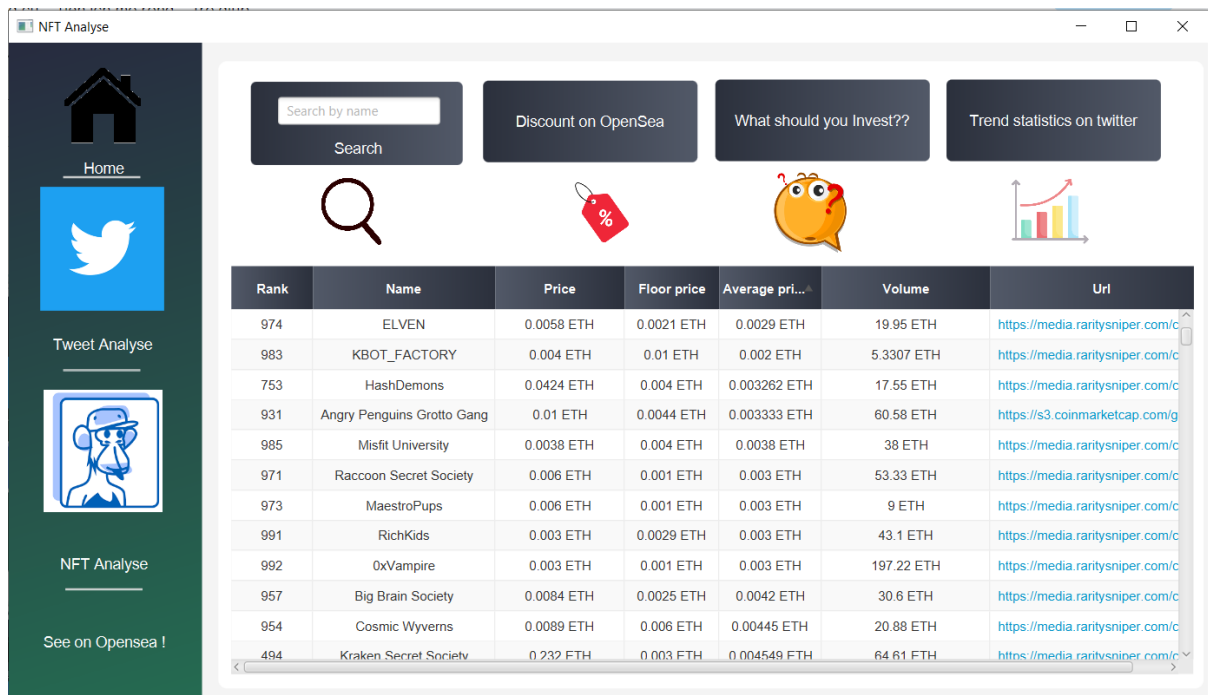 NFT Analyse
Home
Tweet Analyse
NFT Analyse
See on Opensea !
Search by name
Search
Discount on OpenSea
What should you Invest??
Trend statistics on twitter
%
Rank Name Price Floor price Average pri... Volume Url
974 ELVEN 0.0058 ETH 0.0021 ETH 0.0029 ETH 19.95 ETH https://media.raritysniper.com/c
983 KBOT_FACTORY 0.004 ETH 0.01 ETH 0.002 ETH 5.3307 ETH https://media.raritysniper.com/c
753 HashDemons 0.0424 ETH 0.004 ETH 0.003262 ETH 17.55 ETH https://media.raritysniper.com/c
931 Angry Penguins Grotto Gang 0.01 ETH 0.0044 ETH 0.003333 ETH 60.58 ETH https://s3.coinmarketcap.com/g
985 Misfit University 0.0038 ETH 0.004 ETH 0.0038 ETH 38 ETH https://media.raritysniper.com/c
971 Raccoon Secret Society 0.006 ETH 0.001 ETH 0.003 ETH 53.33 ETH https://media.raritysniper.com/c
973 MaestroPups 0.006 ETH 0.001 ETH 0.003 ETH 9 ETH https://media.raritysniper.com/c
991 RichKids 0.003 ETH 0.0029 ETH 0.003 ETH 43.1 ETH https://media.raritysniper.com/c
992 0xVampire 0.003 ETH 0.001 ETH 0.003 ETH 197.22 ETH https://media.raritysniper.com/c
957 Big Brain Society 0.0084 ETH 0.0025 ETH 0.0042 ETH 30.6 ETH https://media.raritysniper.com/c
954 Cosmic Wyverns 0.0089 ETH 0.006 ETH 0.00445 ETH 20.88 ETH https://media.raritysniper.com/c
494 Kraken Secret Society 0.232 ETH 0.003 ETH 0.004549 ETH 64.61 ETH https://media.raritysniper.com/c